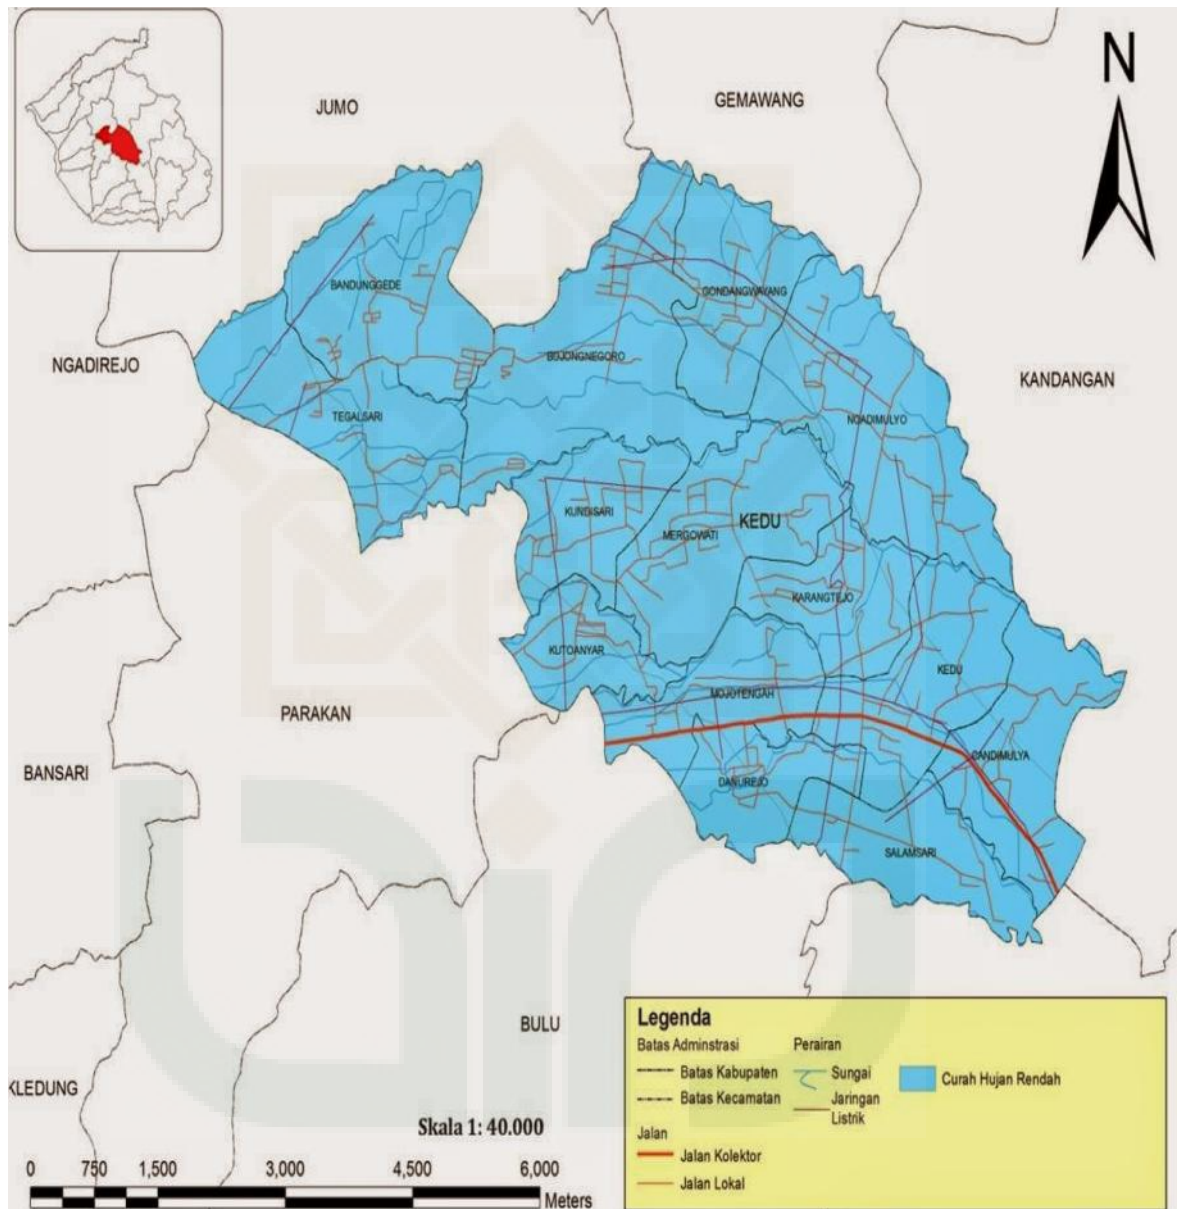 N
JUMO
GEMAWANG
BANDUNGGEDE
GONDANGWAYANG
NGADIREJO
BOJONGNEGORO
KANDANGAN
TEGALSARI
NGADIMULYO
KUNDISARI
KEDU
MERGOWATI
KARANGTEJO
KUTOANYAR
KEDU
MOJOTENGAH
PARAKAN
CANDIMULYA
BANSARI
DANUREJO
SALAMSARI
BULU
KLEDUNG
Legenda
Batas Adminstrasi
Batas Kabupaten
Batas Kecamatan
Jalan
Jalan Kolektor
Jalan Lokal
Perairan
Sungai
Jaringan
Listrik
Curah Hujan Rendah
Skala 1: 40.000
0 750 1,500 3,000 4,500 6,000
Meters